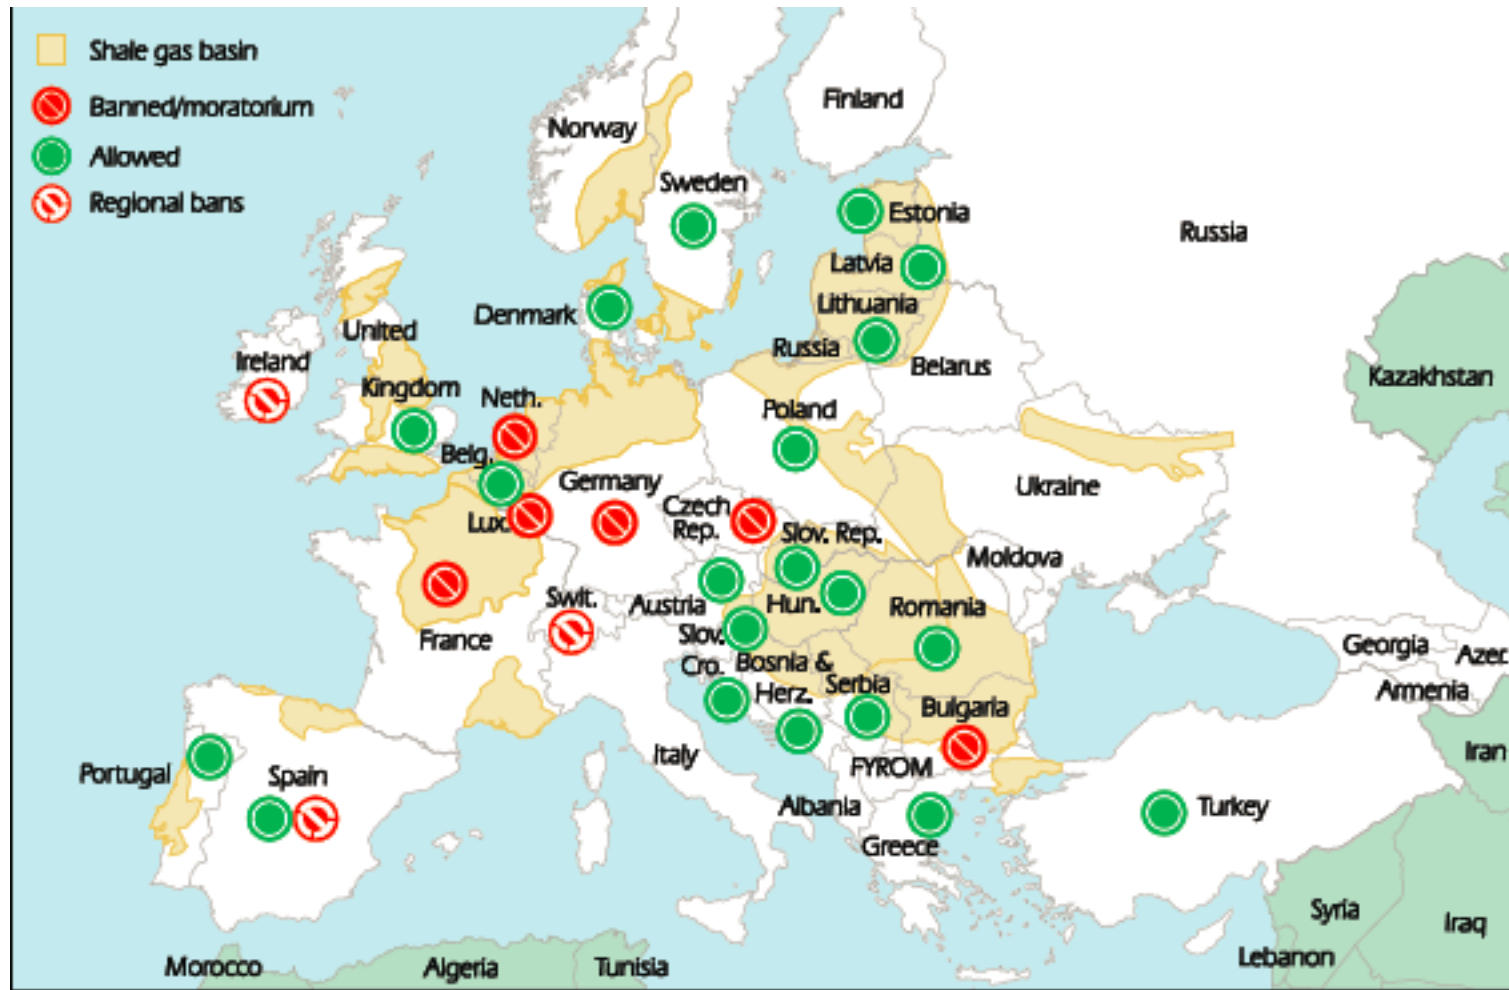 Shale gas basin
Banned/moratorium
Allowed
Regional bans
Finland
Norway
Sweden
Estonia
Russia
Latvia
Lithuania
Denmark
United
Kingdom
Ireland
Russia
Belarus
Kazakhstan
Neth.
Poland
Belg.
Germany
Ukraine
Lux.
Czech
Rep.
Slov. Rep.
Moldova
Swit.
Austria
Hun.
Romania
France
Slov.
Georgia
Azer.
Cro.
Bosnia &
Herz.
Serbia
Armenia
Bulgaria
Italy
FYROM
Iran
Portugal
Spain
Albania
Turkey
Greece
Syria
Iraq
Lebanon
Morocco
Algeria
Tunisia